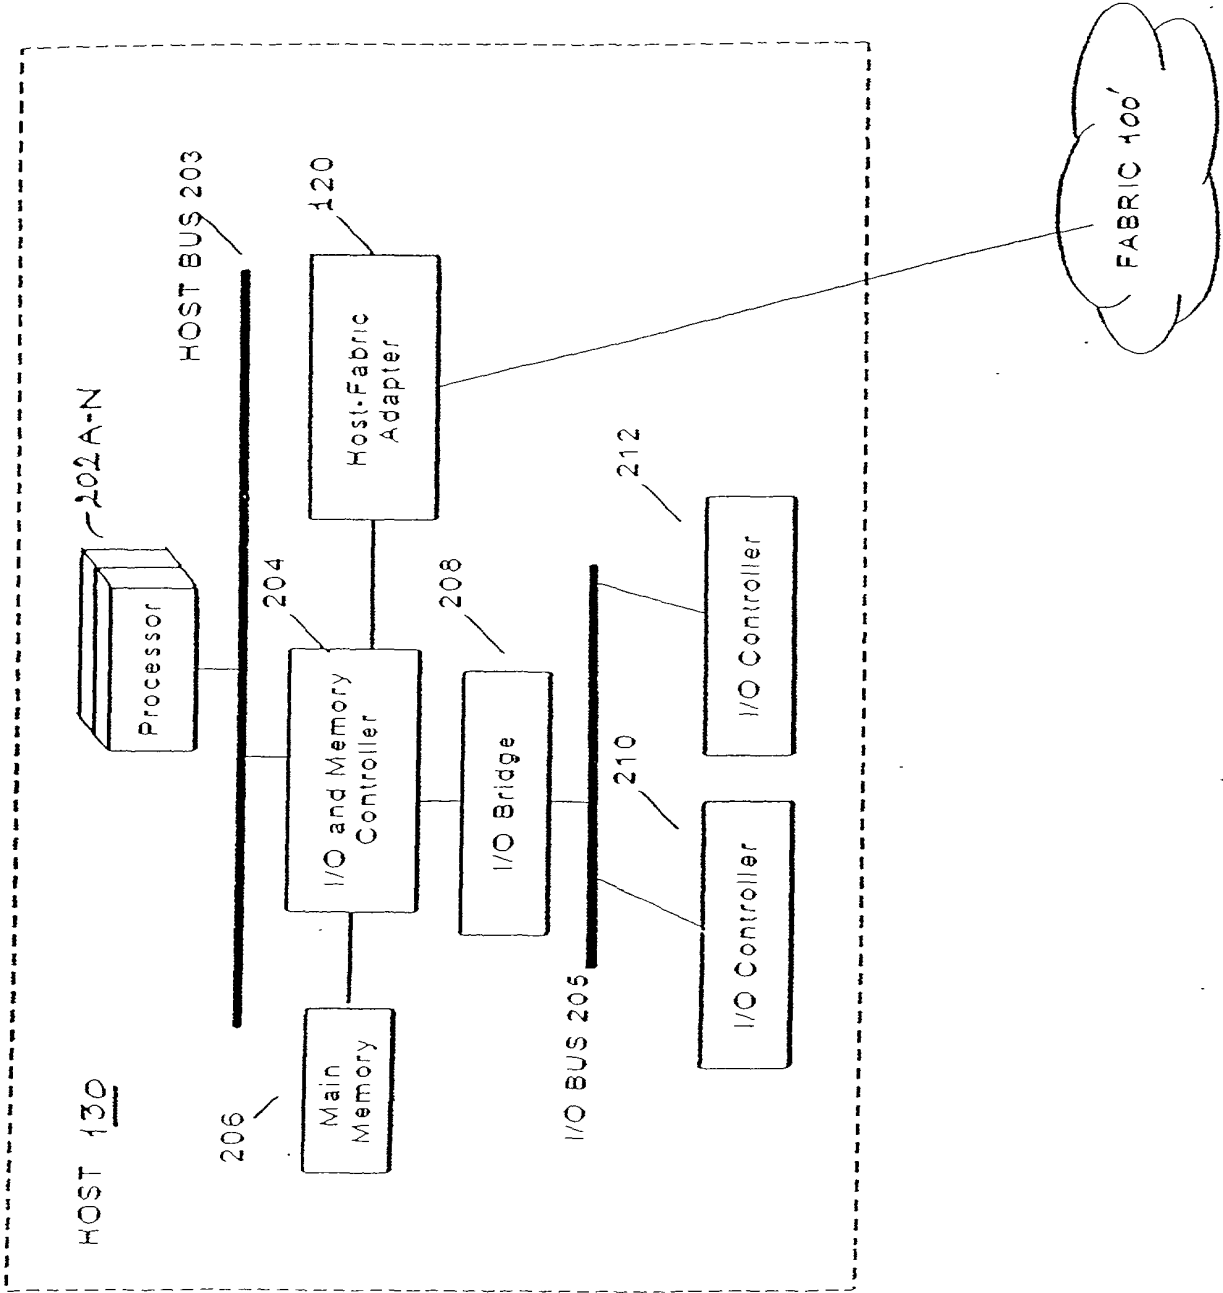 HOST 130
202A-N
Processor
HOST BUS 203
206
Main
Memory
204
I/O and Memory
Controller
120
Host-Fabric
Adapter
208
I/O Bridge
I/O BUS 205
210
I/O Controller
212
I/O Controller
FABRIC 100'